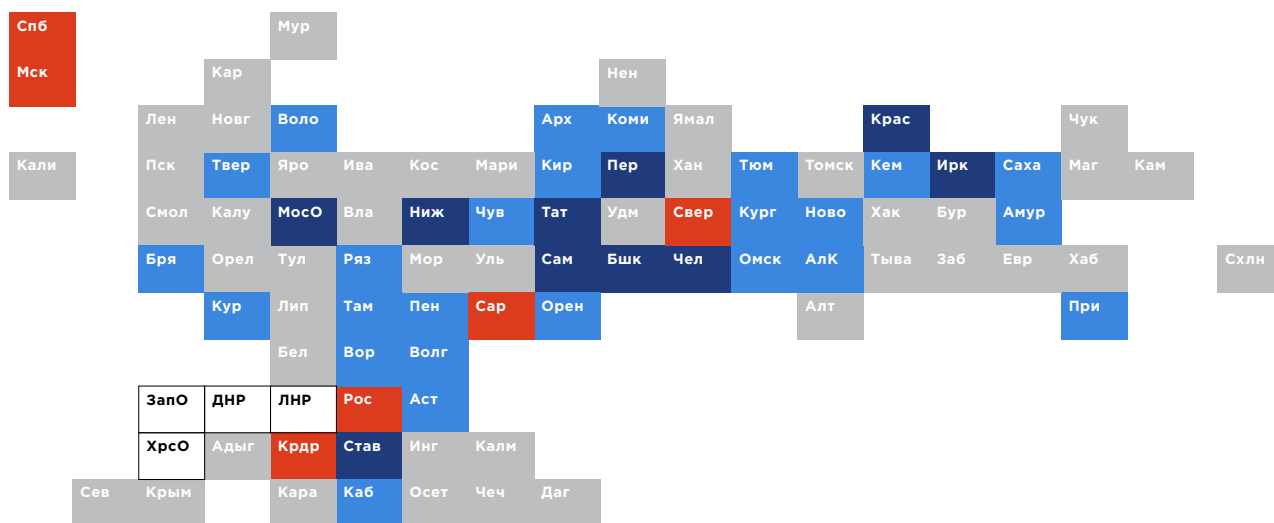 Спб Мур
Мск Кар Нен
Лен Новг Воло Арх Коми Ямал Крас Чук
Кали Пск Твер Яро Ива Кос Мари Кир Пер Хан Тюм Томск Кем Ирк Саха Маг Кам
Смол Калу МосО Вла Ниж Чув Тат Удм Свер Кург Ново Хак Бур Амур
Бря Орел Тул Ряз Мор Уль Сам Бшк Чел Омск АлК Тыва Заб Евр Хаб Схлн
Кур Лип Там Пен Сар Орен Алт При
Бел Вор Волг
ЗапО ДНР ЛНР Рос Аст
ХрсО Адыг Крдр Став Инг Калм
Сев Крым Кара Каб Осет Чеч Даг